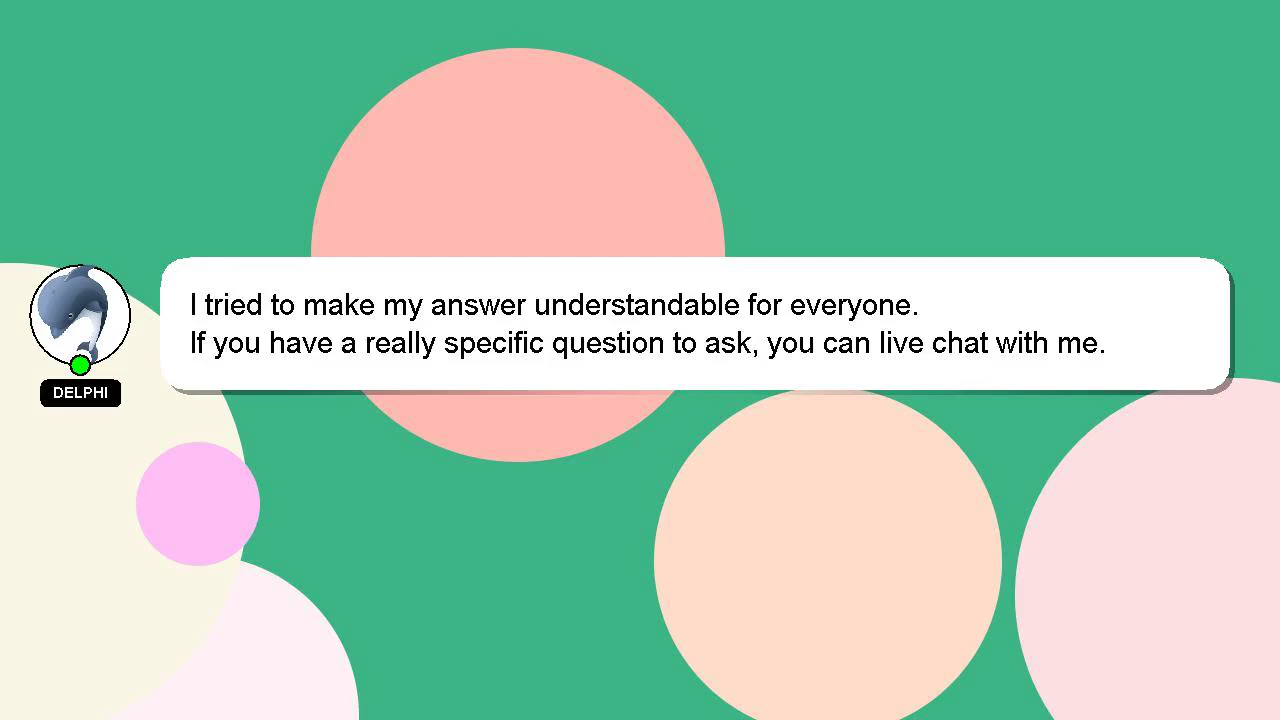 I tried to make my answer understandable for everyone.
If you have a really specific question to ask, you can live chat with me.
DELPHI